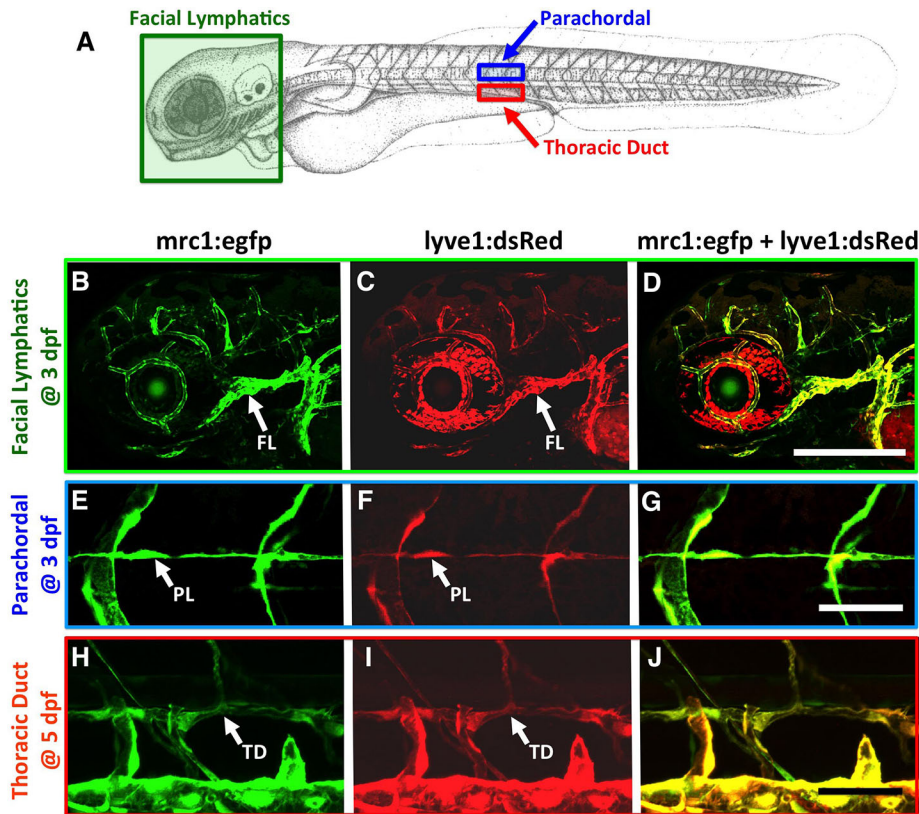 Facial Lymphatics
A
Parachordal
Thoracic Duct
mrc1:egfp
lyve1:dsRed
mrc1:egfp + lyve1:dsRed
Facial Lymphatics
@ 3 dpf
B
FL
C
FL
D
Parachordal
@ 3 dpf
E
PL
F
PL
G
Thoracic Duct
@ 5 dpf
H
TD
I
TD
J